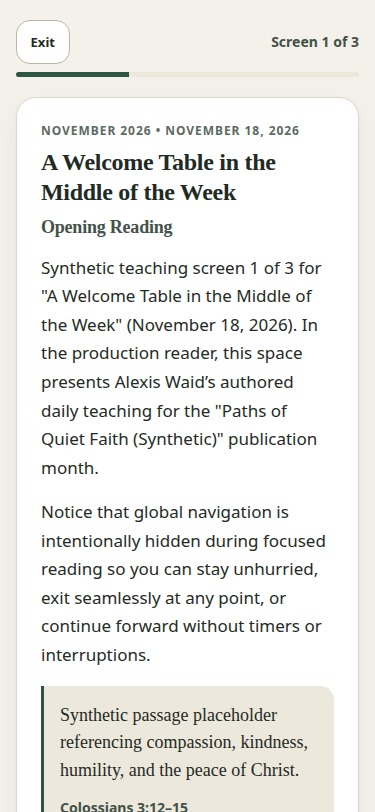 Exit
Screen 1 of 3
NOVEMBER 2026 • NOVEMBER 18, 2026
A Welcome Table in the
Middle of the Week
Opening Reading
Synthetic teaching screen 1 of 3 for
"A Welcome Table in the Middle of
the Week" (November 18, 2026). In
the production reader, this space
presents Alexis Waid’s authored
daily teaching for the "Paths of
Quiet Faith (Synthetic)" publication
month.
Notice that global navigation is
intentionally hidden during focused
reading so you can stay unhurried,
exit seamlessly at any point, or
continue forward without timers or
interruptions.
Synthetic passage placeholder
referencing compassion, kindness,
humility, and the peace of Christ.
Colossians 3:12–15